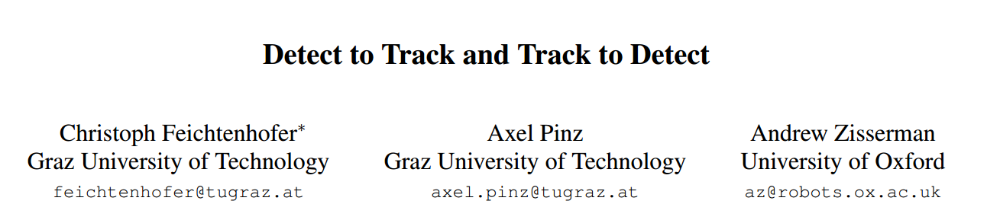 Detect to Track and Track to Detect
Christoph Feichtenhofer*
Graz University of Technology
feichtenhofer@tugraz.at
Axel Pinz
Graz University of Technology
axel.pinz@tugraz.at
Andrew Zisserman
University of Oxford
az@robots.ox.ac.uk